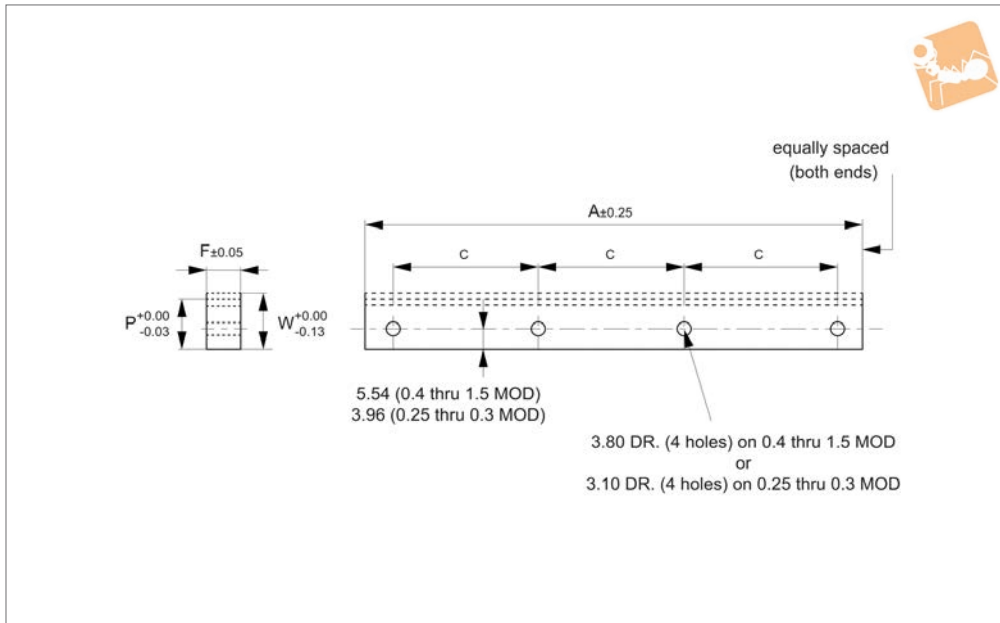 equally spaced
(both ends)
A±0.25
F±0.05
C C C
P+0.00
-0.03
W+0.00
-0.13
5.54 (0.4 thru 1.5 MOD)
3.96 (0.25 thru 0.3 MOD)
3.80 DR. (4 holes) on 0.4 thru 1.5 MOD
or
3.10 DR. (4 holes) on 0.25 thru 0.3 MOD